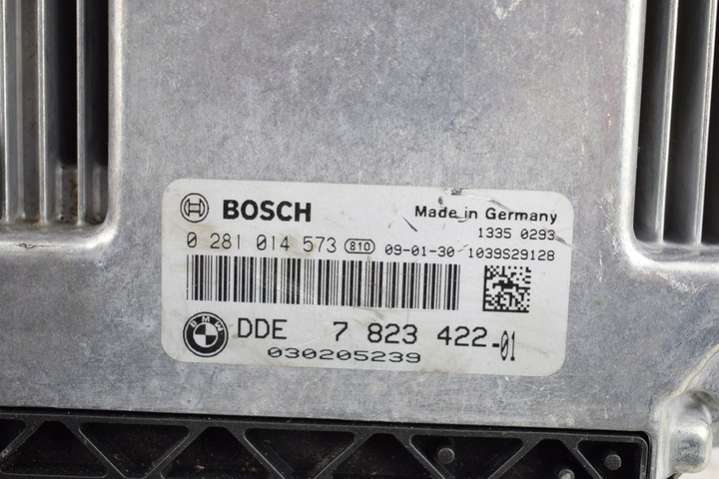 BOSCH Made in Germany
1335 0293
0 281 014 573 810 09-01-30 1039S29128
BMW DDE 7 823 422-01
030205239